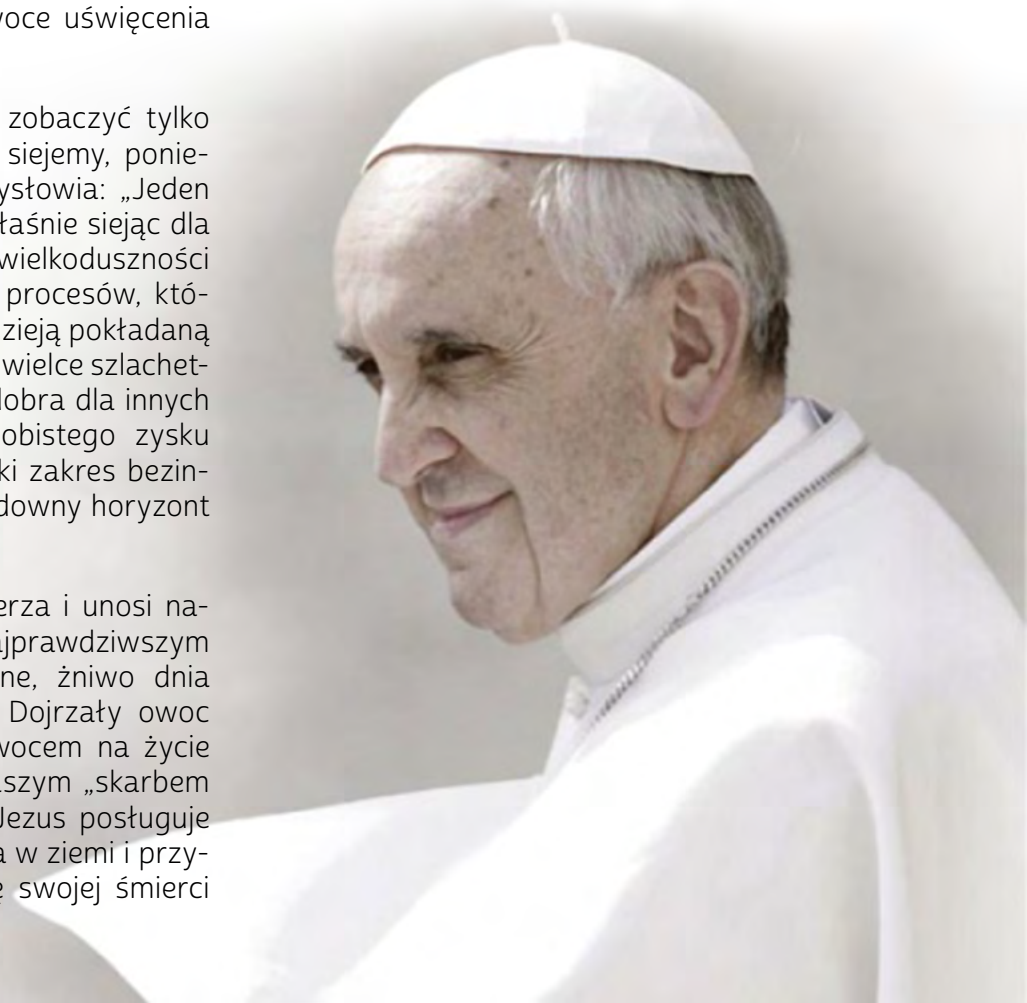 voce uświęcenia
zobaczyć tylko
siejemy, ponie-
ysłowia: „Jeden
łaśnie siejąc dla
wielkoduszności
procesów, któ-
zieją pokładaną
wielce szlachet-
dobra dla innych
obistego zysku
ki zakres bezin-
downy horyzont
erza i unosi na-
ajprawdziwszym
ne, żniwo dnia
Dojrzały owoc
wocem na życie
aszym „skarbem
Jezus posługuje
a w ziemi i przy-
ę swojej śmierci